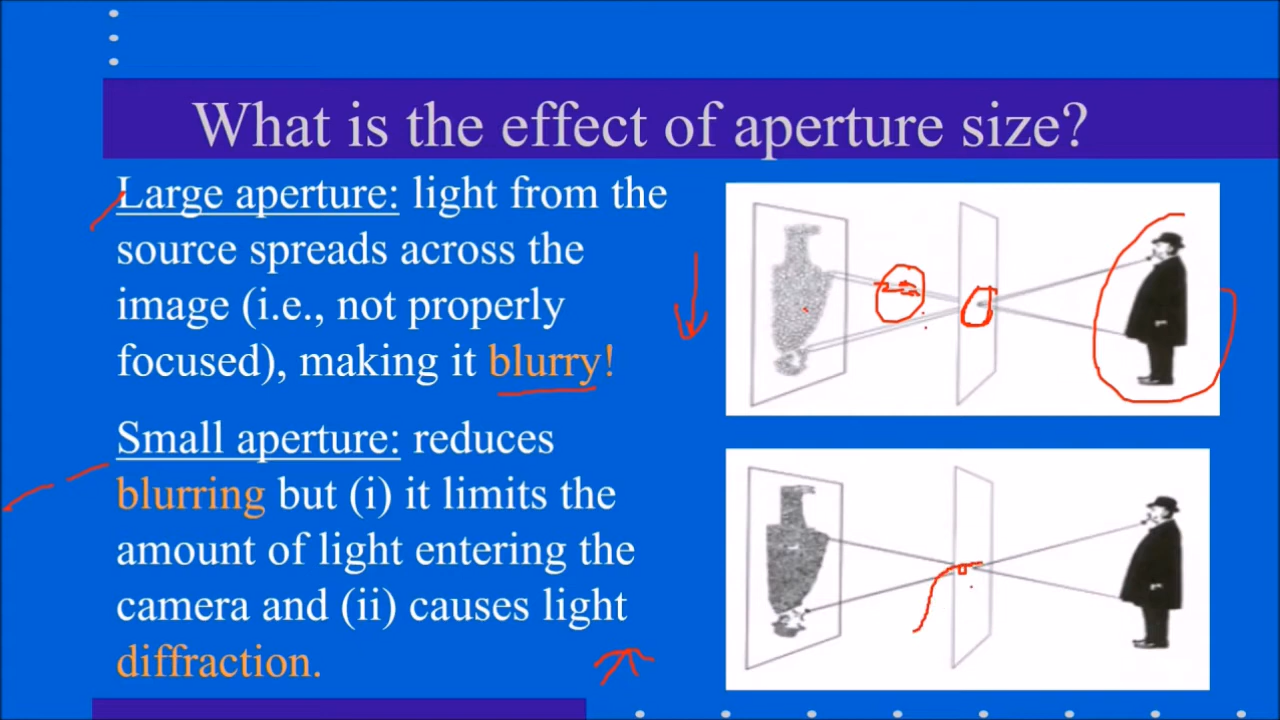 What is the effect of aperture size?
Large aperture: light from the
source spreads across the
image (i.e., not properly
focused), making it blurry!
Small aperture: reduces
blurring but (i) it limits the
amount of light entering the
camera and (ii) causes light
diffraction.